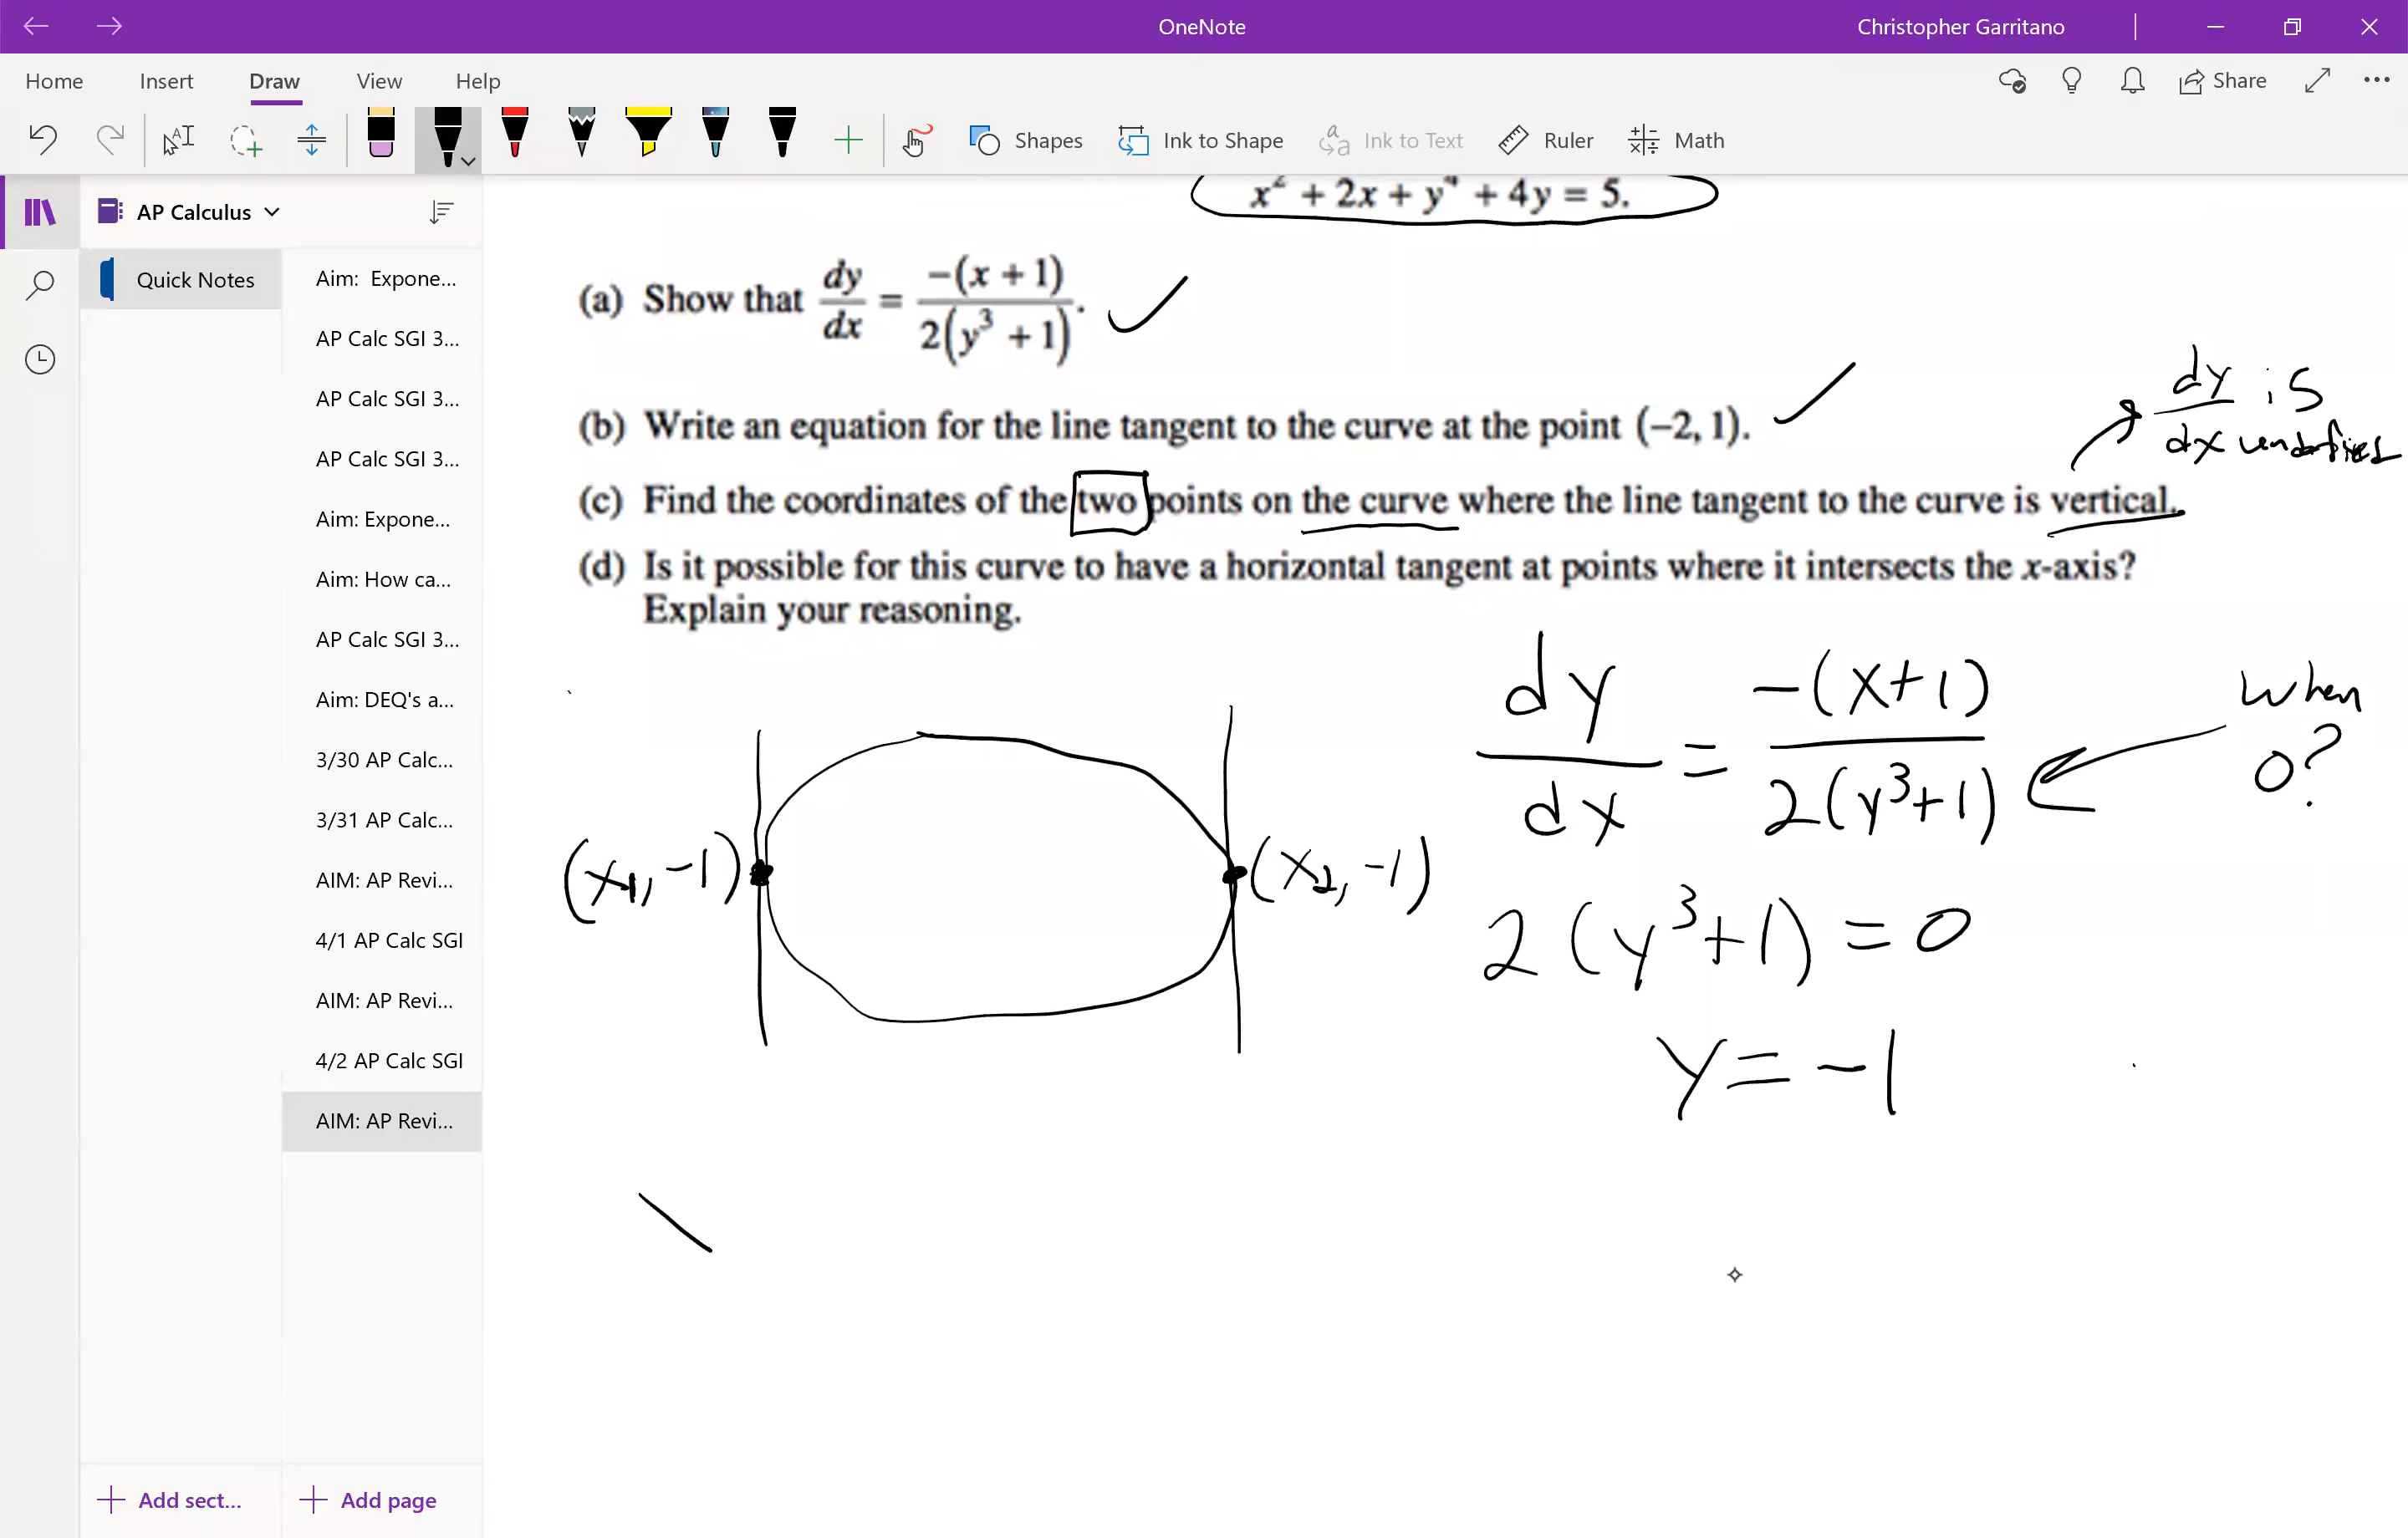 OneNote
Christopher Garritano
Home Insert Draw View Help
Share
Shapes Ink to Shape Ink to Text Ruler Math
AP Calculus
Quick Notes
Aim: Expone...
AP Calc SGI 3...
AP Calc SGI 3...
AP Calc SGI 3...
Aim: Expone...
Aim: How ca...
AP Calc SGI 3...
Aim: DEQ's a...
3/30 AP Calc...
3/31 AP Calc...
AIM: AP Revi...
4/1 AP Calc SGI
AIM: AP Revi...
4/2 AP Calc SGI
AIM: AP Revi...
+ Add sect...
+ Add page
x² + 2x + y⁴ + 4y = 5.
(a) Show that dy/dx = -(x + 1)/2(y³ + 1).
(b) Write an equation for the line tangent to the curve at the point (−2, 1).
dy/dx is undefined
(c) Find the coordinates of the two points on the curve where the line tangent to the curve is vertical.
(d) Is it possible for this curve to have a horizontal tangent at points where it intersects the x-axis?
Explain your reasoning.
dy/dx = -(x+1)/2(y³+1)
when
0?
(x₁, -1)
(x₂, -1)
2(y³+1) = 0
y = -1